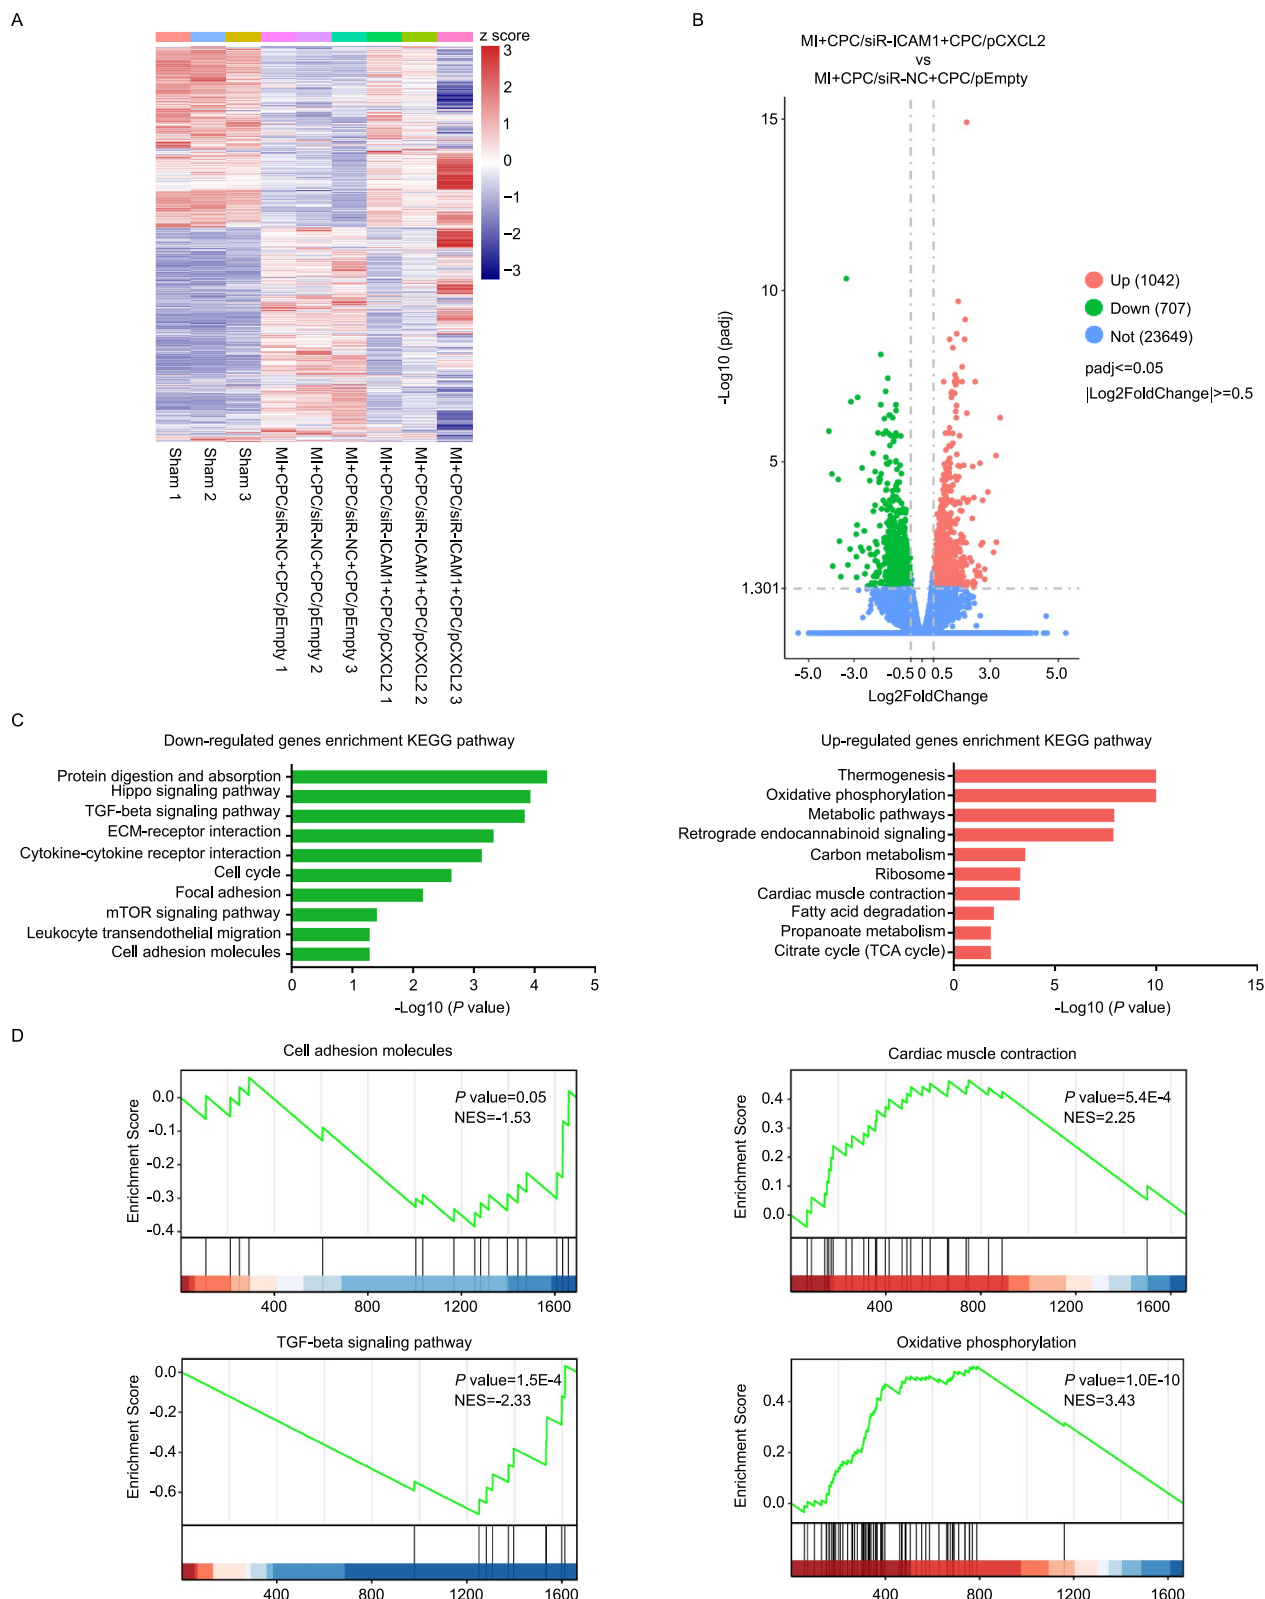 A
z score
3
2
1
0
−1
−2
−3
Sham 1
Sham 2
Sham 3
MI+CPC/siR-NC+CPC/pEmpty 1
MI+CPC/siR-NC+CPC/pEmpty 2
MI+CPC/siR-NC+CPC/pEmpty 3
MI+CPC/siR-ICAM1+CPC/pCXCL2 1
MI+CPC/siR-ICAM1+CPC/pCXCL2 2
MI+CPC/siR-ICAM1+CPC/pCXCL2 3
B
MI+CPC/siR-ICAM1+CPC/pCXCL2
vs
MI+CPC/siR-NC+CPC/pEmpty
-Log10 (padj)
15
10
5
1.301
-5.0 -3.0 -0.5 0 0.5 3.0 5.0
Log2FoldChange
Up (1042)
Down (707)
Not (23649)
padj<=0.05
|Log2FoldChange|>=0.5
C
Down-regulated genes enrichment KEGG pathway
Protein digestion and absorption
Hippo signaling pathway
TGF-beta signaling pathway
ECM-receptor interaction
Cytokine-cytokine receptor interaction
Cell cycle
Focal adhesion
mTOR signaling pathway
Leukocyte transendothelial migration
Cell adhesion molecules
0 1 2 3 4 5
-Log10 (P value)
Up-regulated genes enrichment KEGG pathway
Thermogenesis
Oxidative phosphorylation
Metabolic pathways
Retrograde endocannabinoid signaling
Carbon metabolism
Ribosome
Cardiac muscle contraction
Fatty acid degradation
Propanoate metabolism
Citrate cycle (TCA cycle)
0 5 10 15
-Log10 (P value)
D
Cell adhesion molecules
Enrichment Score
0.0
-0.1
-0.2
-0.3
-0.4
P value=0.05
NES=-1.53
400 800 1200 1600
Cardiac muscle contraction
Enrichment Score
0.4
0.3
0.2
0.1
0.0
P value=5.4E-4
NES=2.25
400 800 1200 1600
TGF-beta signaling pathway
Enrichment Score
0.0
-0.2
-0.4
-0.6
P value=1.5E-4
NES=-2.33
400 800 1200 1600
Oxidative phosphorylation
Enrichment Score
0.4
0.2
0.0
P value=1.0E-10
NES=3.43
400 800 1200 1600